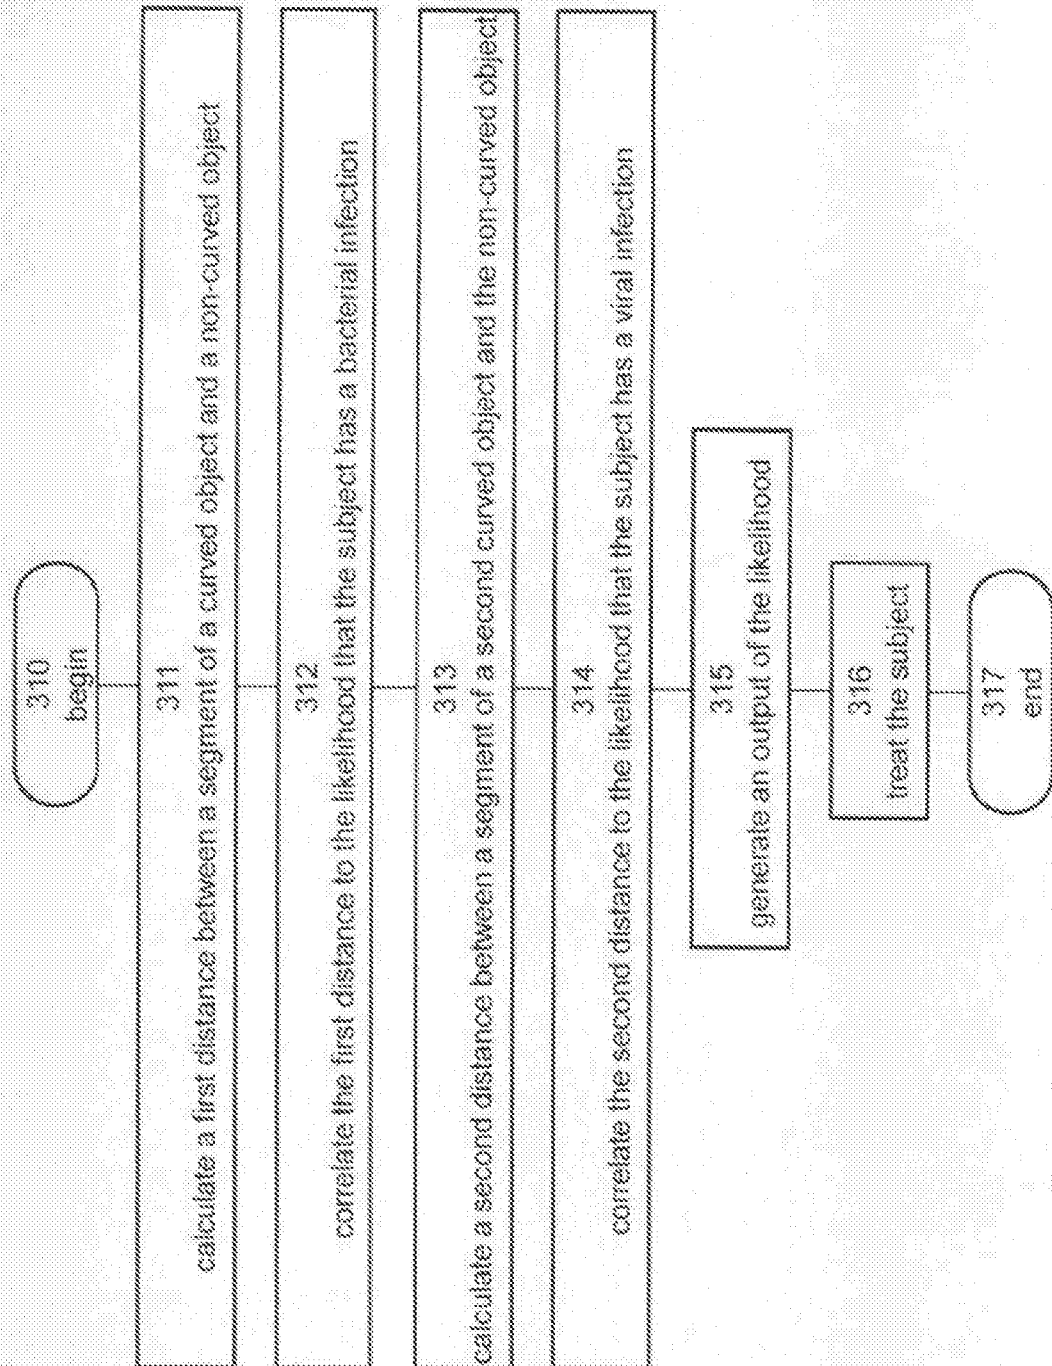 310
begin
311
calculate a first distance between a segment of a curved object and a non-curved object
312
correlate the first distance to the likelihood that the subject has a bacterial infection
313
calculate a second distance between a segment of a second curved object and the non-curved object
314
correlate the second distance to the likelihood that the subject has a viral infection
315
generate an output of the likelihood
316
treat the subject
317
end